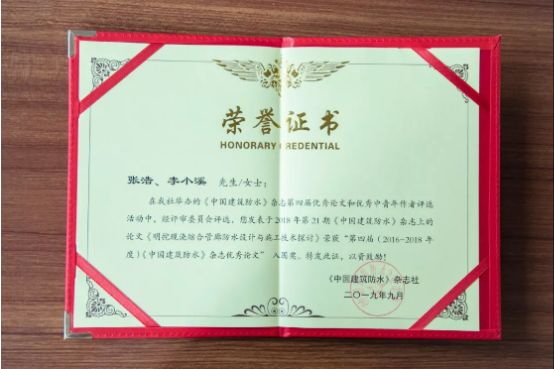 荣誉证书
HONORARY CREDENTIAL
张浩、李小溪 先生/女士：
在我社举办的《中国建筑防水》杂志第四届优秀论文和优秀中青年作者评选
活动中，经评审委员会评选，您发表于2018年第21期《中国建筑防水》杂志上的
论文《明挖现浇综合管廊防水设计与施工技术探讨》荣获“第四届（2016-2018年
度）《中国建筑防水》杂志优秀论文”入围奖。特发此证，以资鼓励！
《中国建筑防水》杂志社
二〇一九年九月